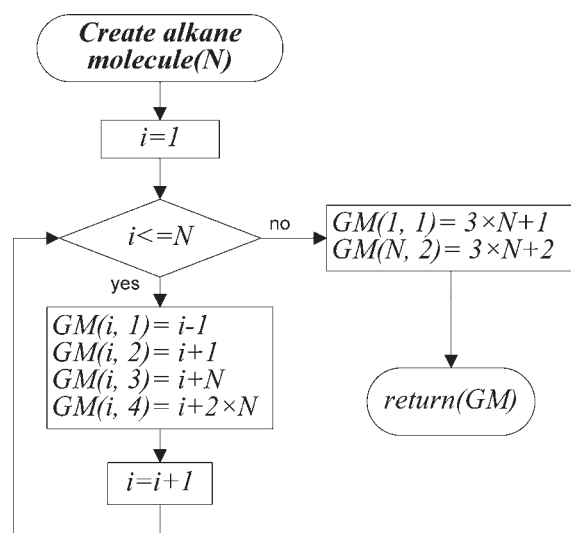 Create alkane
molecule(N)
i=1
i<=N
no
yes
GM(1, 1)= 3×N+1
GM(N, 2)= 3×N+2
GM(i, 1)= i-1
GM(i, 2)= i+1
GM(i, 3)= i+N
GM(i, 4)= i+2×N
return(GM)
i=i+1